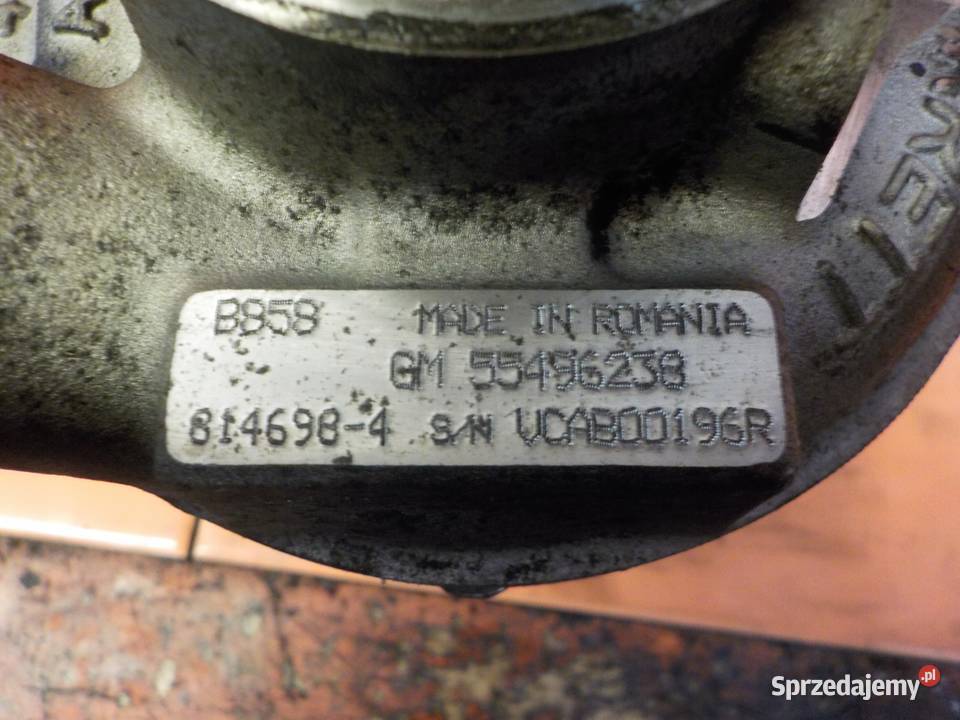 B858 MADE IN ROMANIA
GM 55496238
814698-4 S/N VCAB00196R
Sprzedajemy.pl